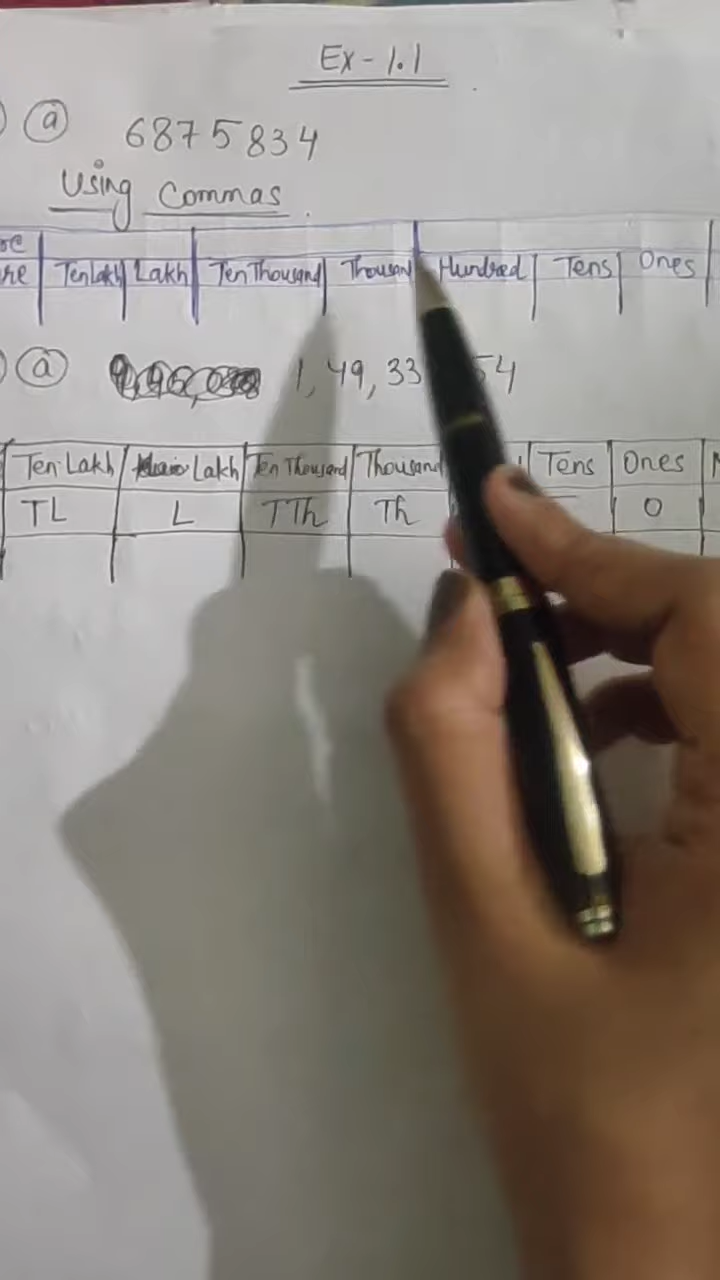 Ex - 1.1
a 6875834
Using Commas
Ten Lakh Lakh Ten Thousand Thousand Hundred Tens Ones
a 1,49,33 54
Ten Lakh Lakh Ten Thousand Thousand Tens Ones
TL L TTh Th O